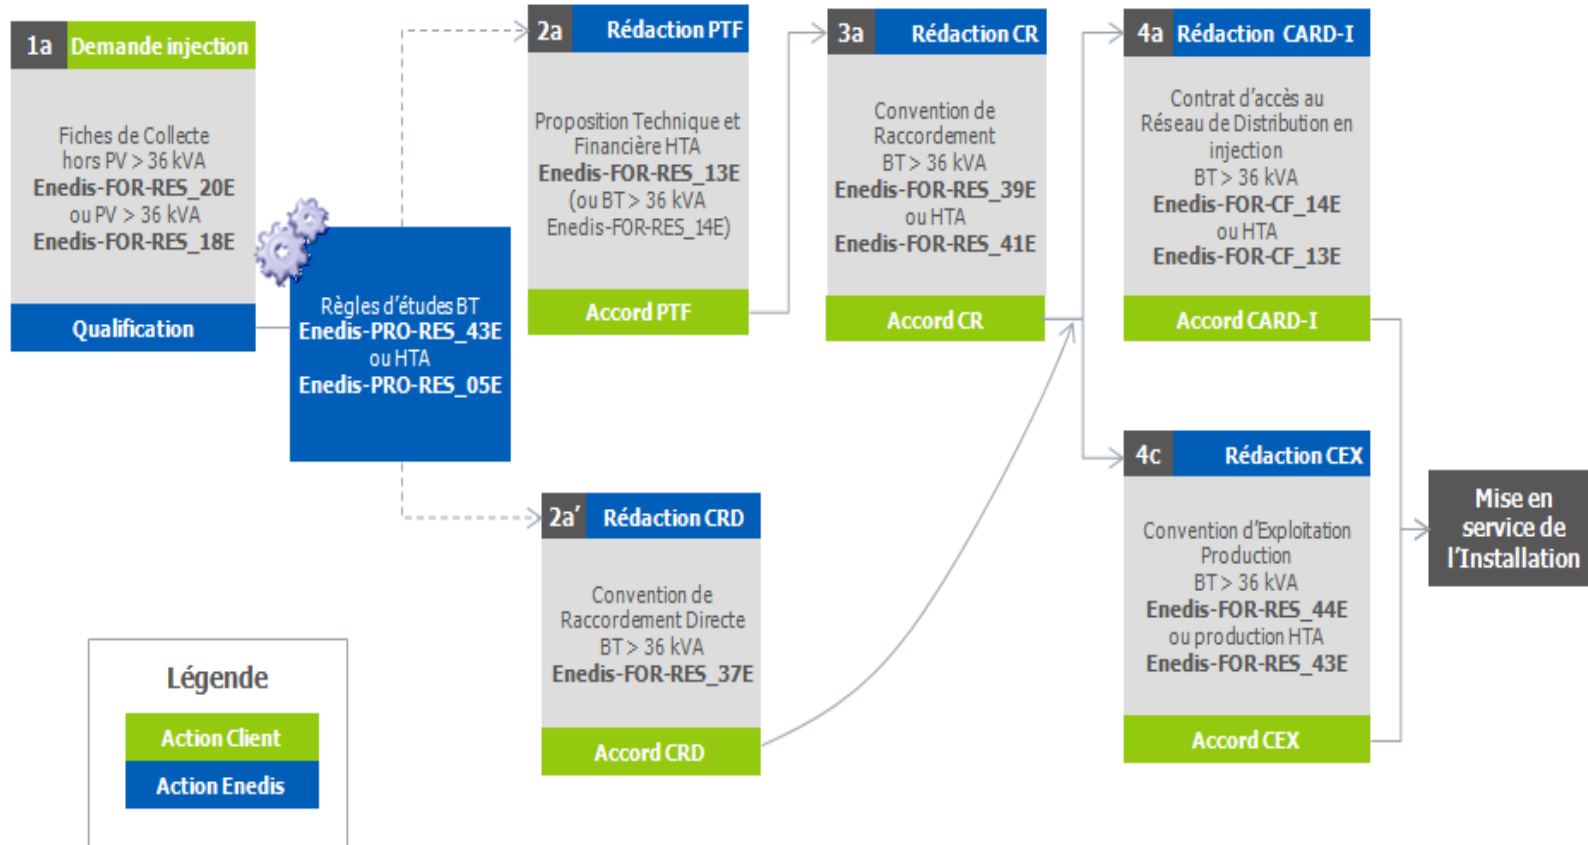 1a Demande injection
Fiches de Collecte
hors PV > 36 kVA
Enedis-FOR-RES_20E
ou PV > 36 kVA
Enedis-FOR-RES_18E
Qualification
Règles d'études BT
Enedis-PRO-RES_43E
ou HTA
Enedis-PRO-RES_05E
2a Rédaction PTF
Proposition Technique et
Financière HTA
Enedis-FOR-RES_13E
(ou BT > 36 kVA
Enedis-FOR-RES_14E)
Accord PTF
2a' Rédaction CRD
Convention de
Raccordement Directe
BT > 36 kVA
Enedis-FOR-RES_37E
Accord CRD
3a Rédaction CR
Convention de
Raccordement
BT > 36 kVA
Enedis-FOR-RES_39E
ou HTA
Enedis-FOR-RES_41E
Accord CR
4a Rédaction CARD-I
Contrat d'accès au
Réseau de Distribution en
injection
BT > 36 kVA
Enedis-FOR-CF_14E
ou HTA
Enedis-FOR-CF_13E
Accord CARD-I
4c Rédaction CEX
Convention d'Exploitation
Production
BT > 36 kVA
Enedis-FOR-RES_44E
ou production HTA
Enedis-FOR-RES_43E
Accord CEX
Mise en
service de
l'Installation
Légende
Action Client
Action Enedis